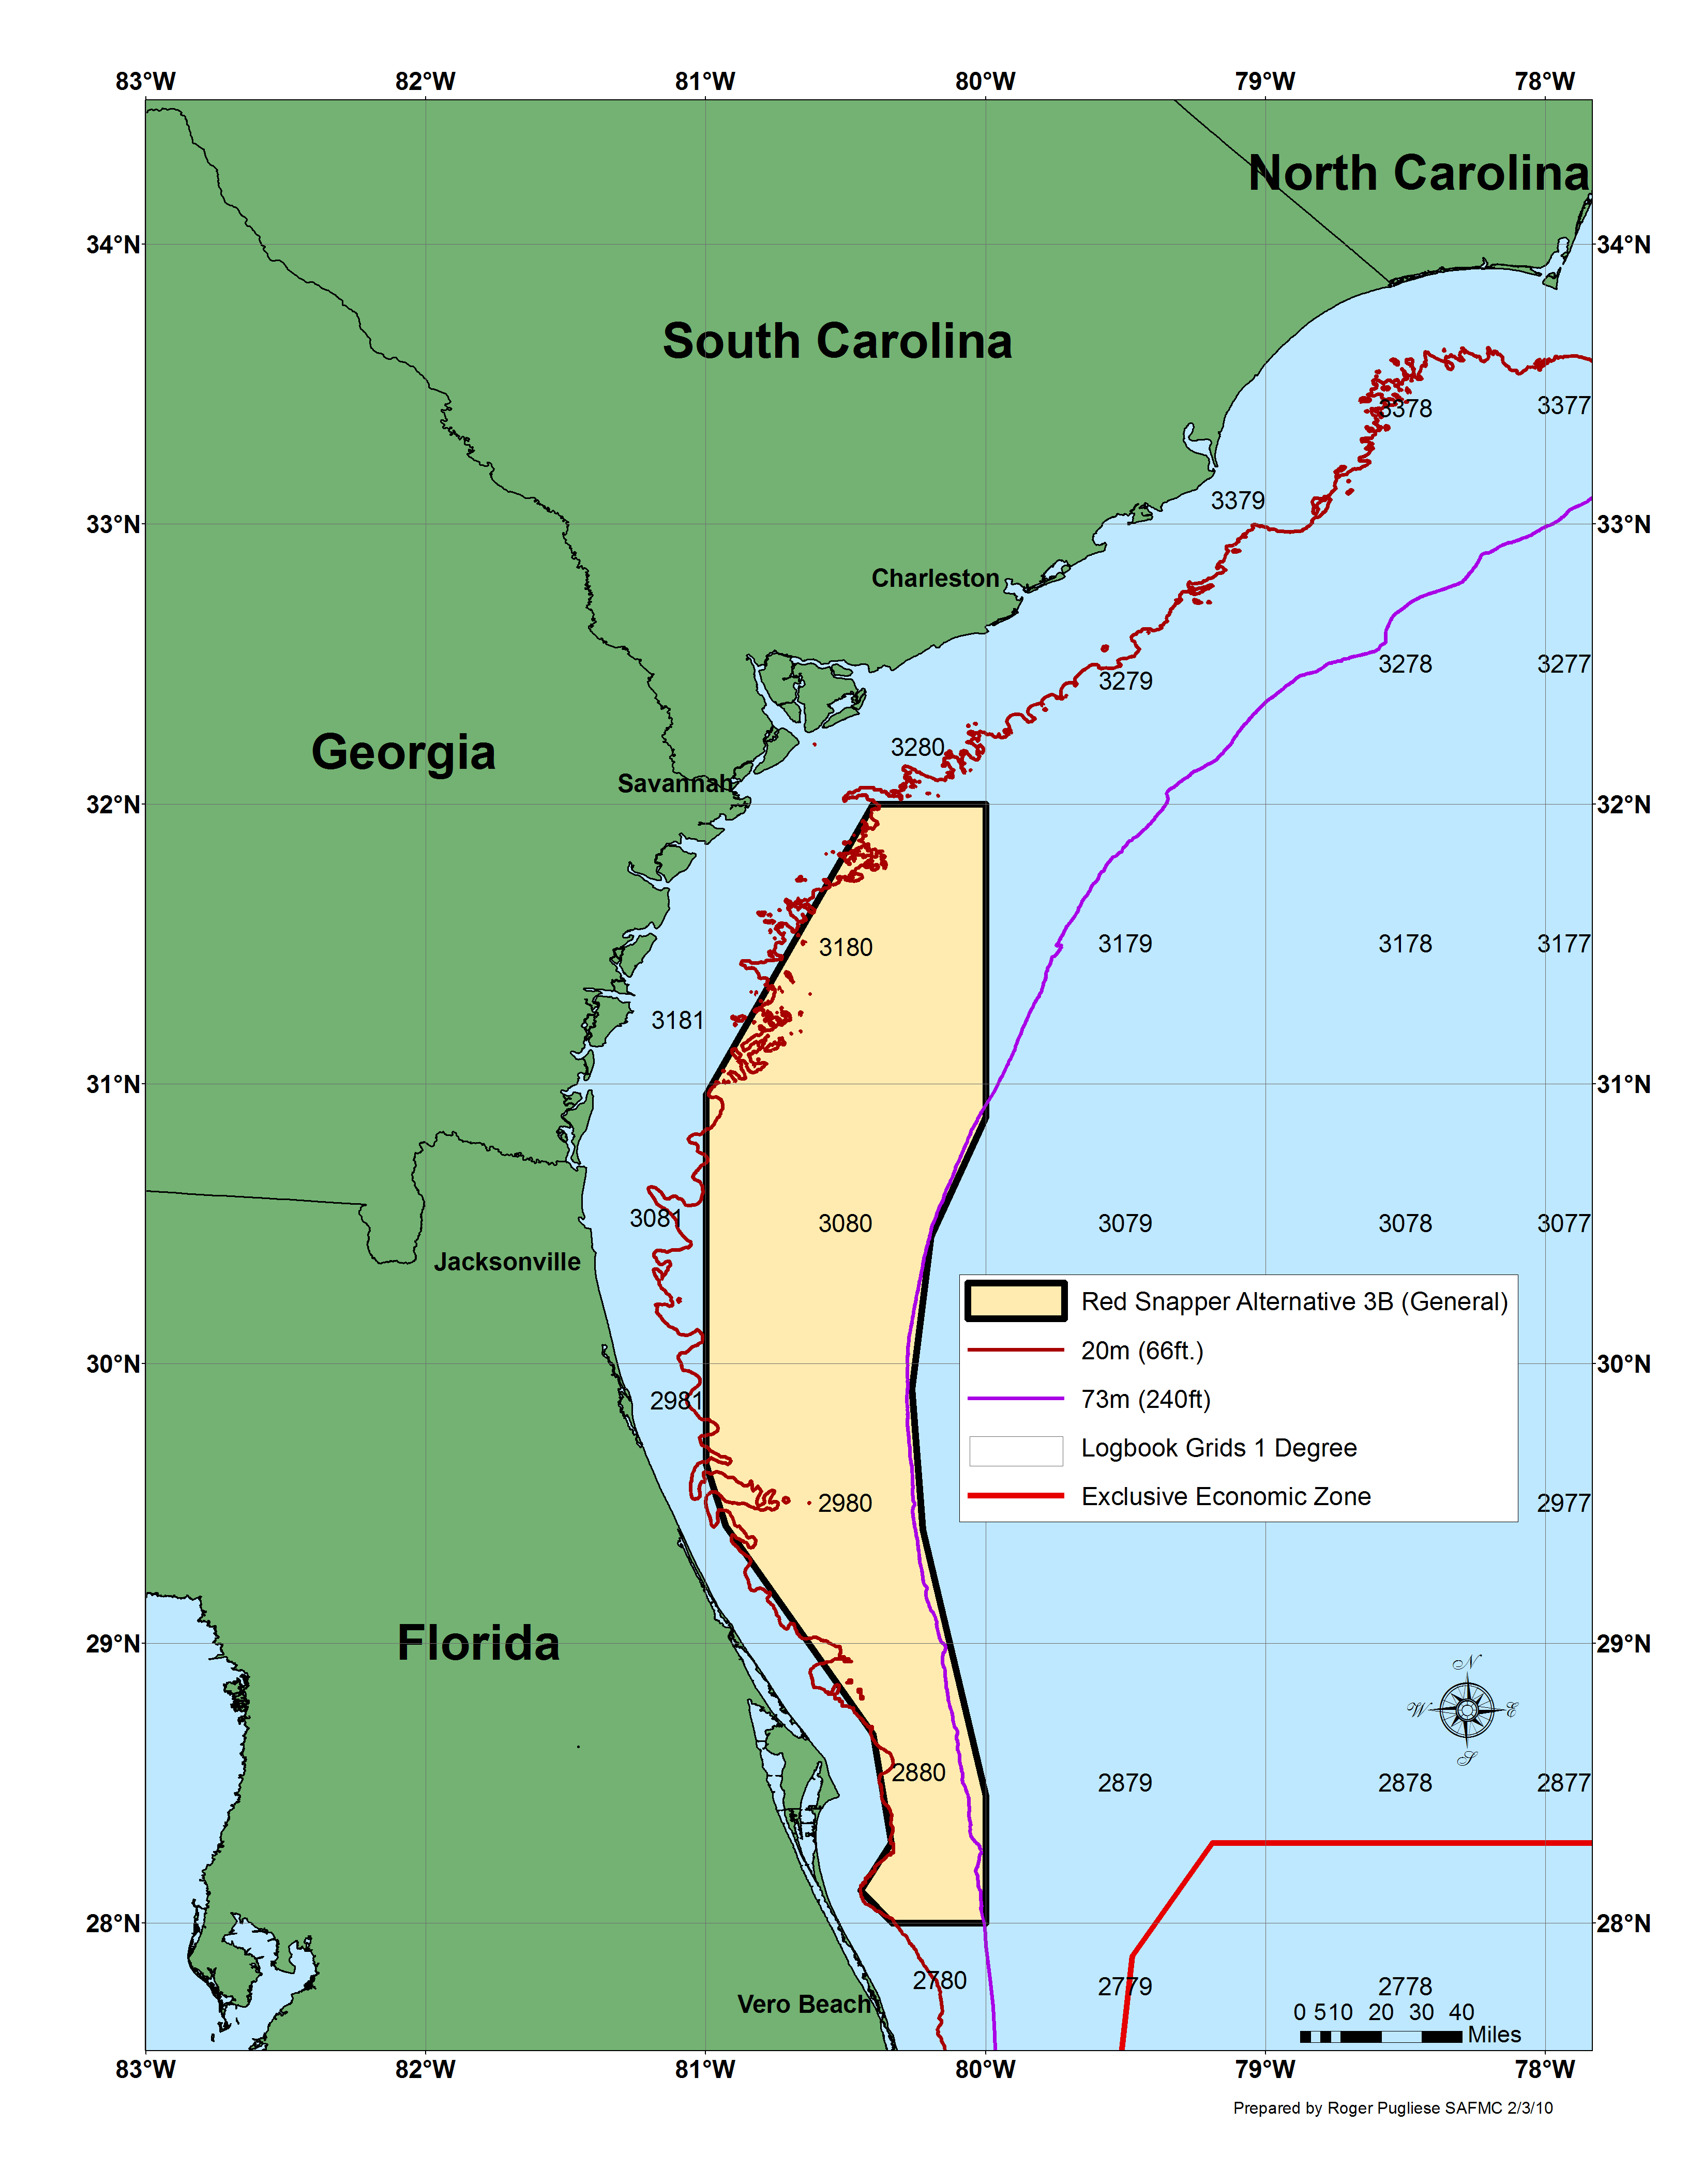 83°W 82°W 81°W 80°W 79°W 78°W
North Carolina
34°N 34°N
South Carolina
3378 3377
3379
33°N 33°N
Charleston
3278 3277
3279
Georgia 3280
Savannah
32°N 32°N
3180 3179 3178 3177
3181
31°N 31°N
3081 3080 3079 3078 3077
Jacksonville
Red Snapper Alternative 3B (General)
20m (66ft.)
30°N 30°N
2981 73m (240ft)
Logbook Grids 1 Degree
2980 Exclusive Economic Zone 2977
Florida
29°N 29°N
N
W E
S
2880 2879 2878 2877
28°N 28°N
2780 2779 2778
Vero Beach
0 5 10 20 30 40
Miles
83°W 82°W 81°W 80°W 79°W 78°W
Prepared by Roger Pugliese SAFMC 2/3/10